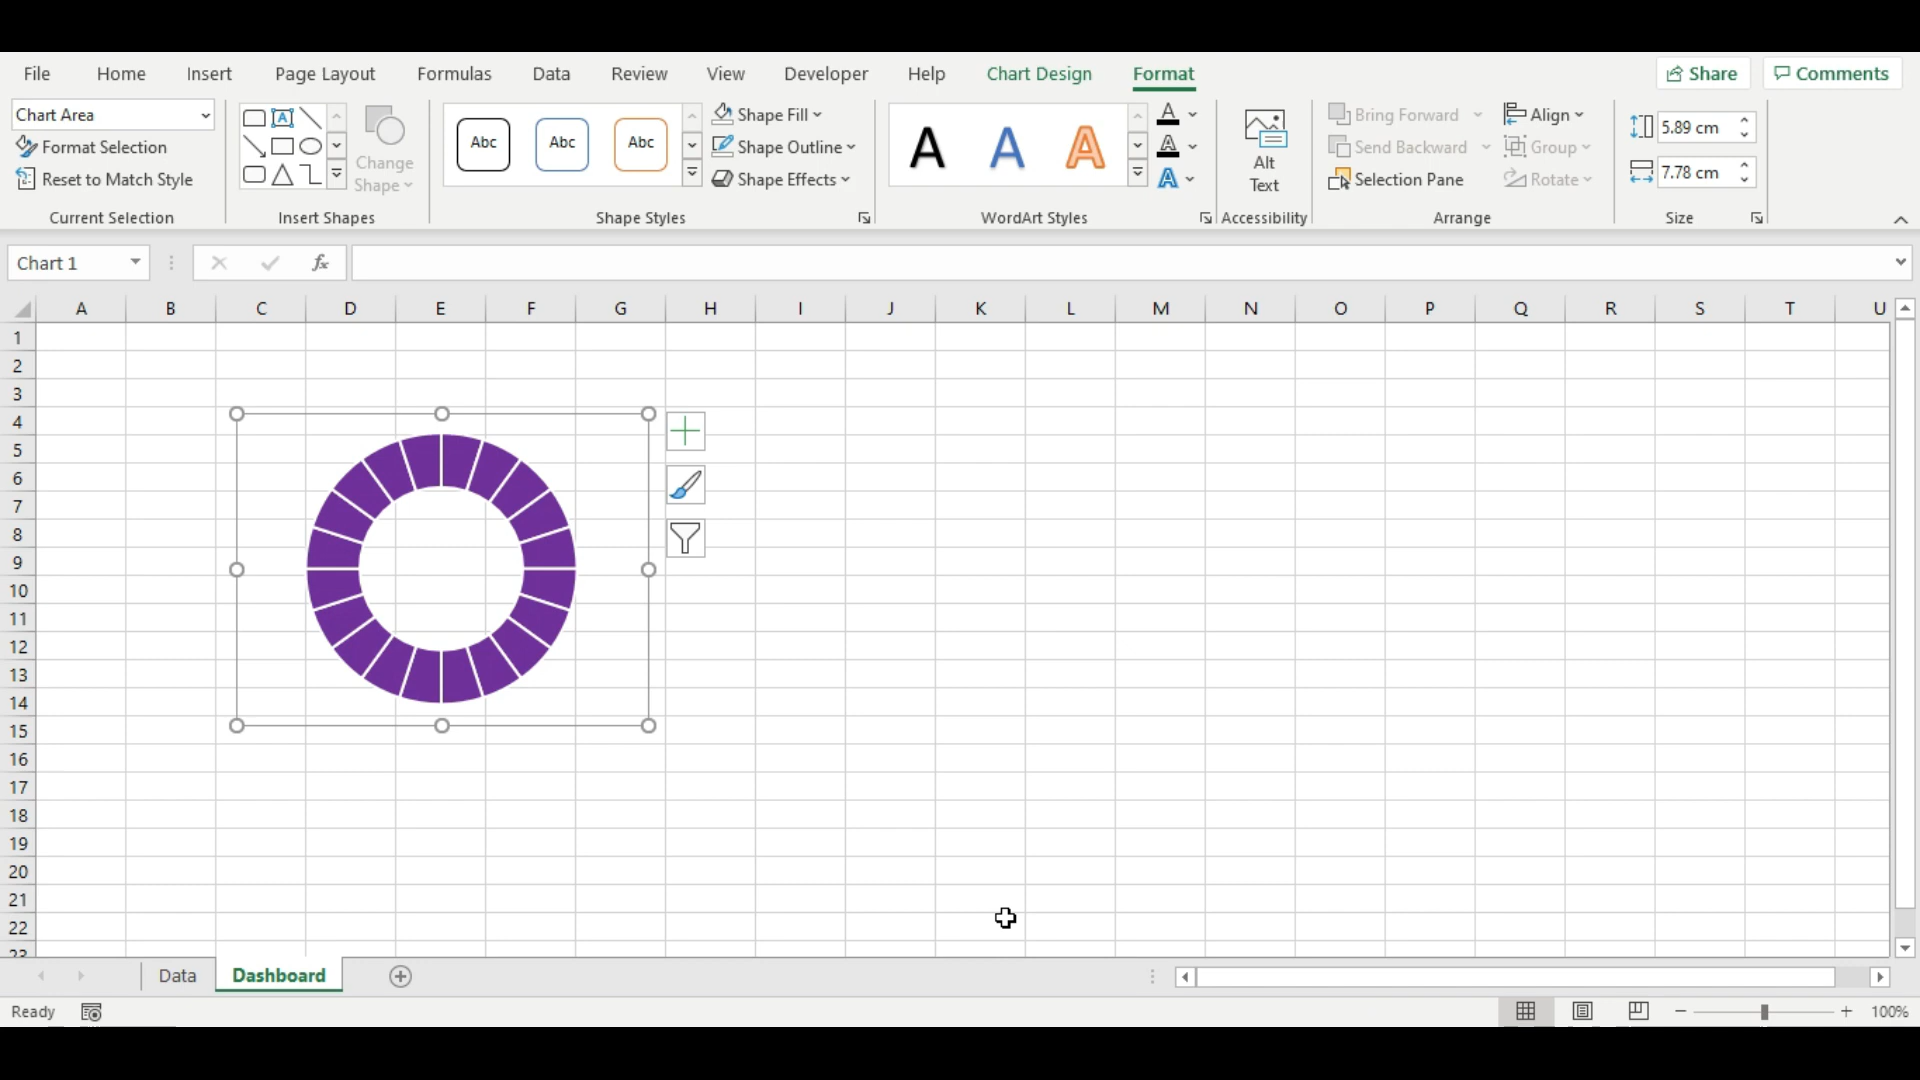 File Home Insert Page Layout Formulas Data Review View Developer Help Chart Design Format Share Comments
Chart Area
Format Selection
Reset to Match Style
Current Selection
Change
Shape
Insert Shapes
Abc Abc Abc
Shape Fill
Shape Outline
Shape Effects
Shape Styles
A A A
WordArt Styles
Alt
Text
Accessibility
Bring Forward
Send Backward
Selection Pane
Align
Group
Rotate
Arrange
5.89 cm
7.78 cm
Size
Chart 1 fx
A B C D E F G H I J K L M N O P Q R S T U
1
2
3
4
5
6
7
8
9
10
11
12
13
14
15
16
17
18
19
20
21
22
23
Data Dashboard
Ready 100%